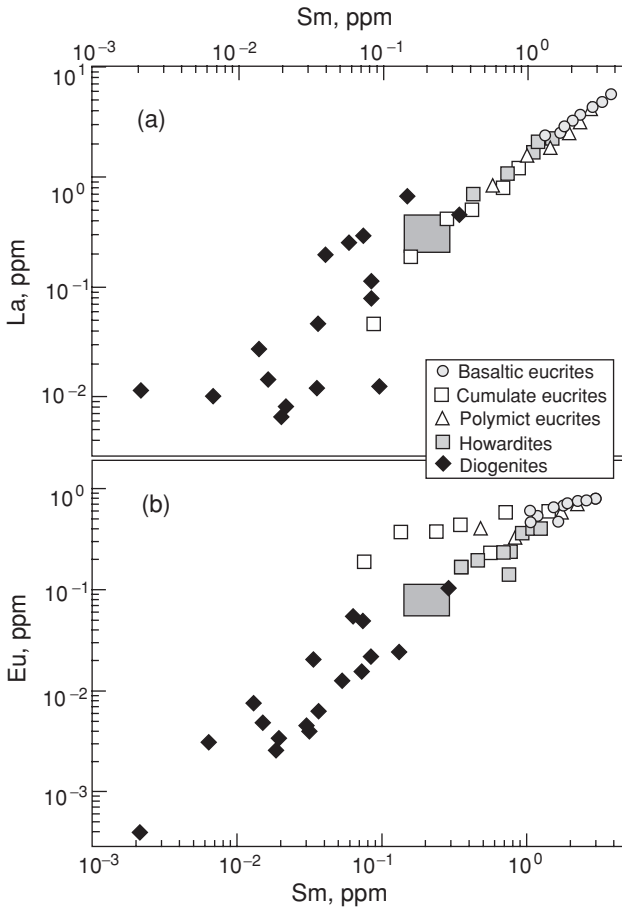 Sm, ppm
10⁻³ 10⁻² 10⁻¹ 10⁰
10¹
(a)
10⁰
La, ppm
10⁻¹
10⁻²
Basaltic eucrites
Cumulate eucrites
Polymict eucrites
Howardites
Diogenites
(b)
10⁰
10⁻¹
Eu, ppm
10⁻²
10⁻³
10⁻³ 10⁻² 10⁻¹ 10⁰
Sm, ppm